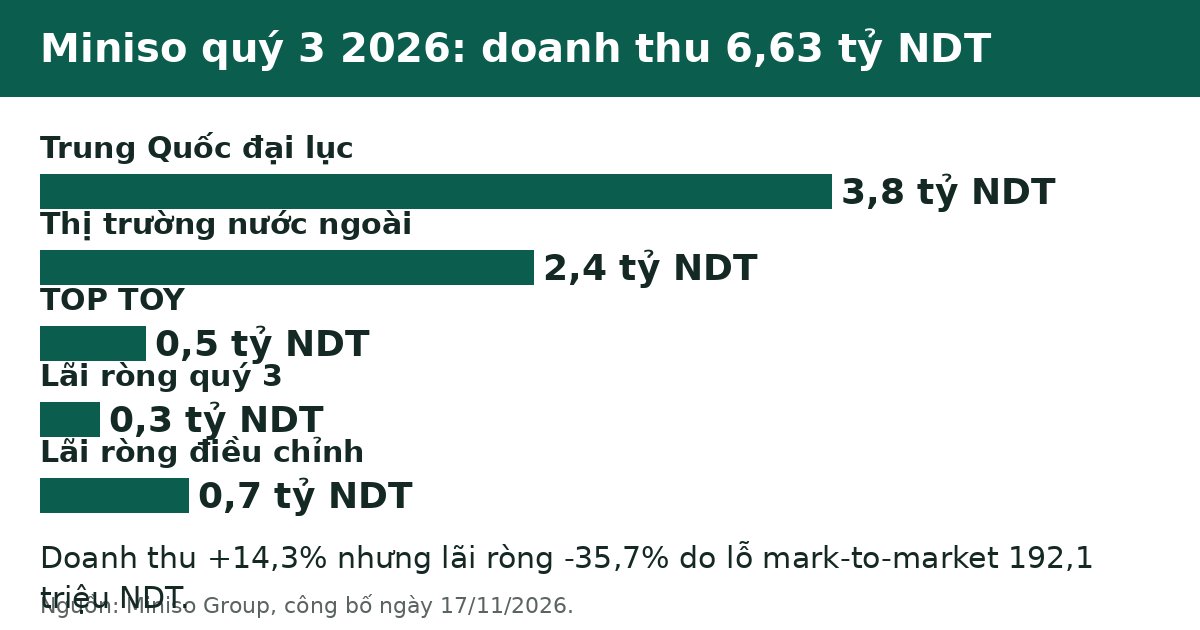 Miniso quý 3 2026: doanh thu 6,63 tỷ NDT
Trung Quốc đại lục
3,8 tỷ NDT
Thị trường nước ngoài
2,4 tỷ NDT
TOP TOY
0,5 tỷ NDT
Lãi ròng quý 3
0,3 tỷ NDT
Lãi ròng điều chỉnh
0,7 tỷ NDT
Doanh thu +14,3% nhưng lãi ròng -35,7% do lỗ mark-to-market 192,1
triệu NDT.
Nguồn: Miniso Group, công bố ngày 17/11/2026.